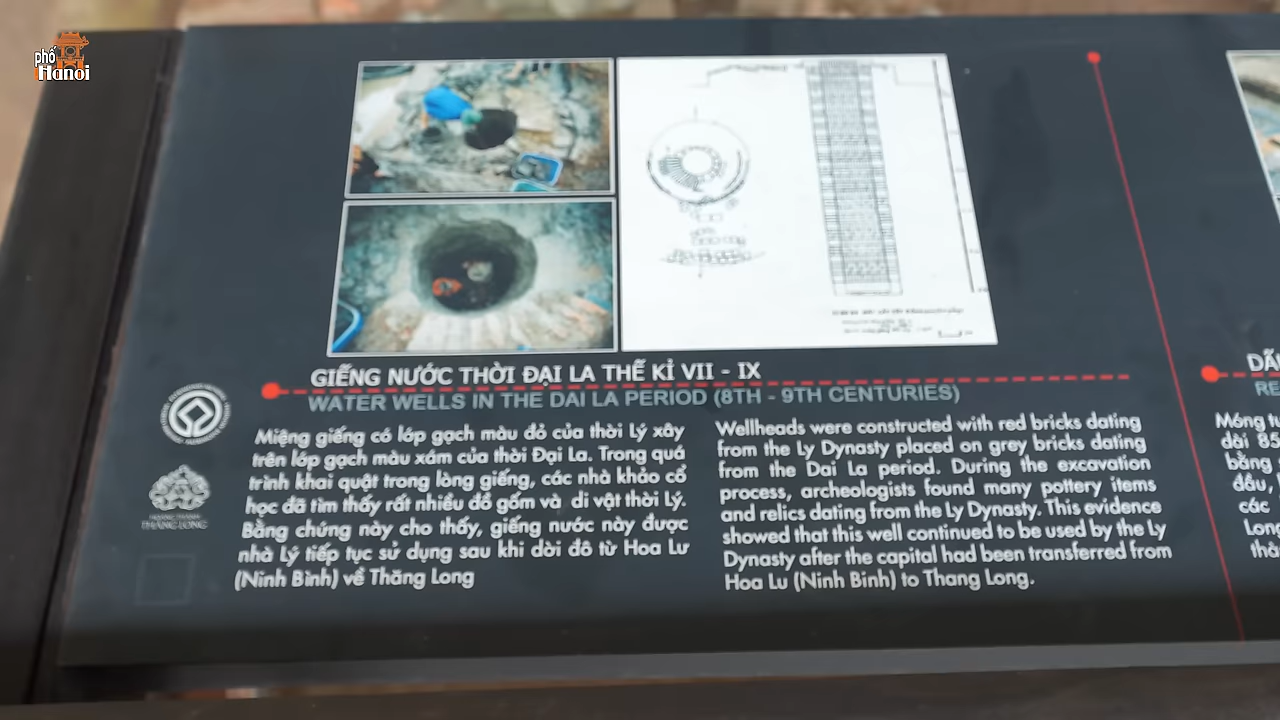 phố
Hanoi
GIẾNG NƯỚC THỜI ĐẠI LA THẾ KỈ VII - IX
WATER WELLS IN THE DAI LA PERIOD (8TH - 9TH CENTURIES)
Miệng giếng có lớp gạch màu đỏ của thời Lý xây
trên lớp gạch màu xám của thời Đại La. Trong quá
trình khai quật trong lòng giếng, các nhà khảo cổ
học đã tìm thấy rất nhiều đồ gốm và di vật thời Lý.
Bằng chứng này cho thấy, giếng nước này được
nhà Lý tiếp tục sử dụng sau khi dời đô từ Hoa Lư
(Ninh Bình) về Thăng Long
Wellheads were constructed with red bricks dating
from the Ly Dynasty placed on grey bricks dating
from the Dai La period. During the excavation
process, archeologists found many pottery items
and relics dating from the Ly Dynasty. This evidence
showed that this well continued to be used by the Ly
Dynasty after the capital had been transferred from
Hoa Lu (Ninh Binh) to Thang Long.
THĂNG LONG
RE
Móng
dài 85
bằng
đầu,
các
Long